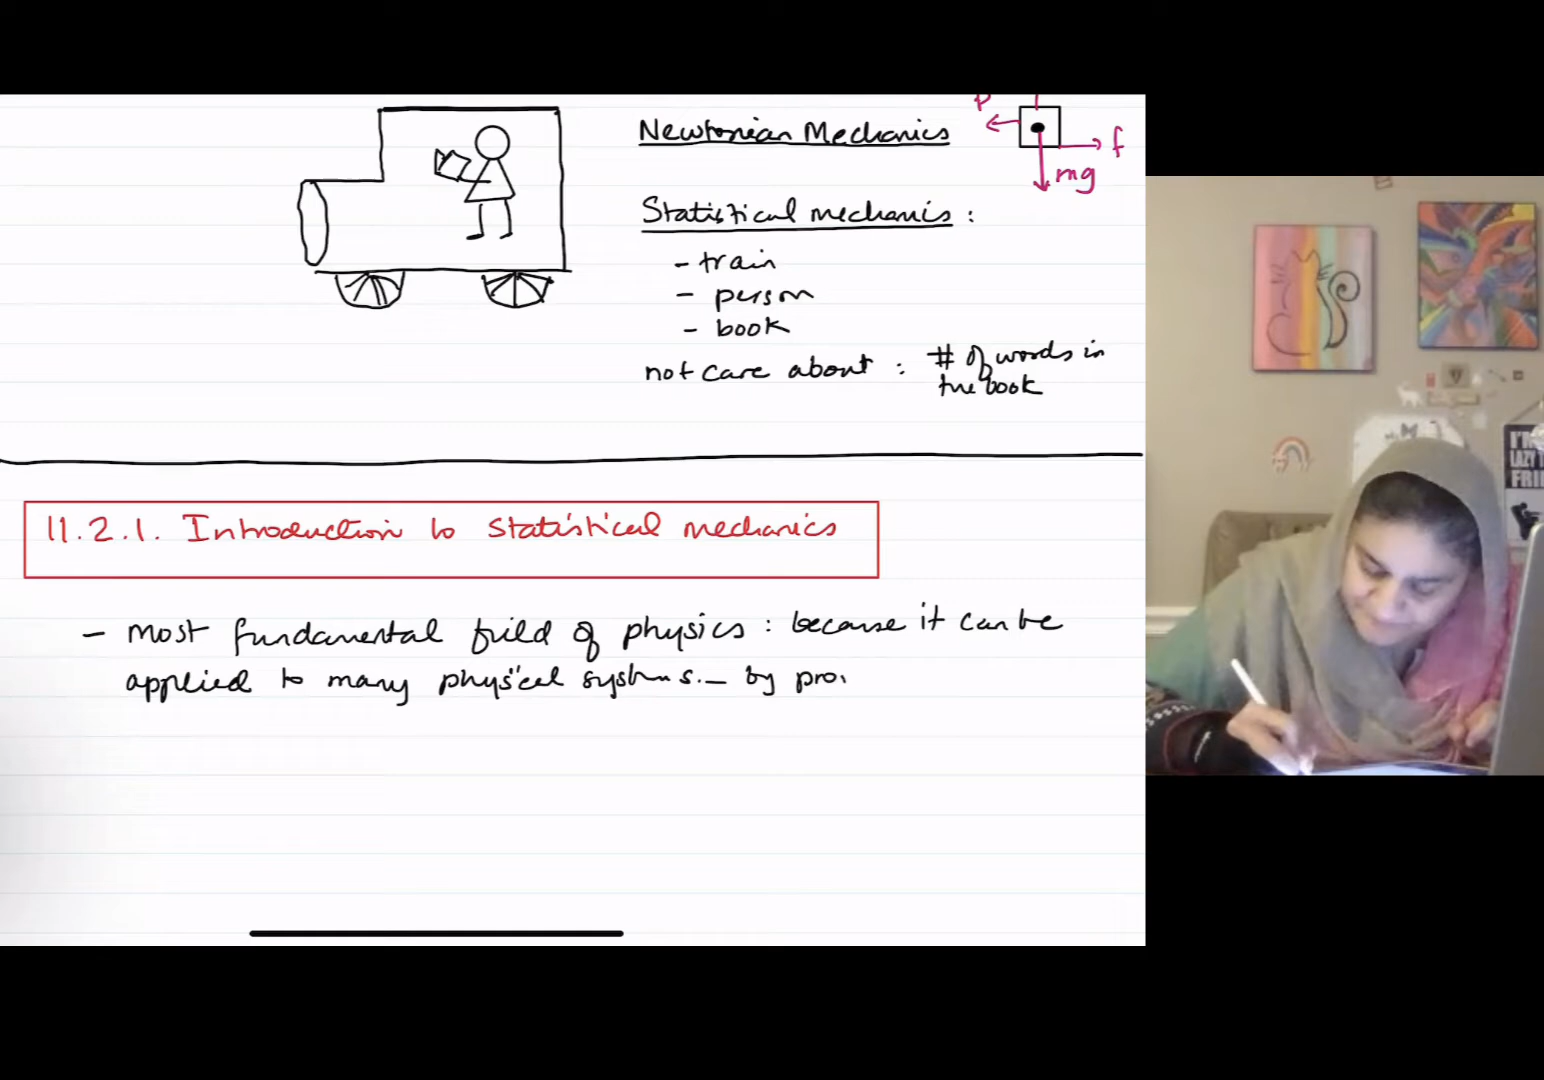 Newtonian Mechanics
P
f
mg
Statistical mechanics :
- train
- person
- book
not care about : # of words in
the book
11.2.1. Introduction to Statistical mechanics
- most fundamental field of physics : because it can be
applied to many physical systems. - by pro
I'M
LAZY
FRI